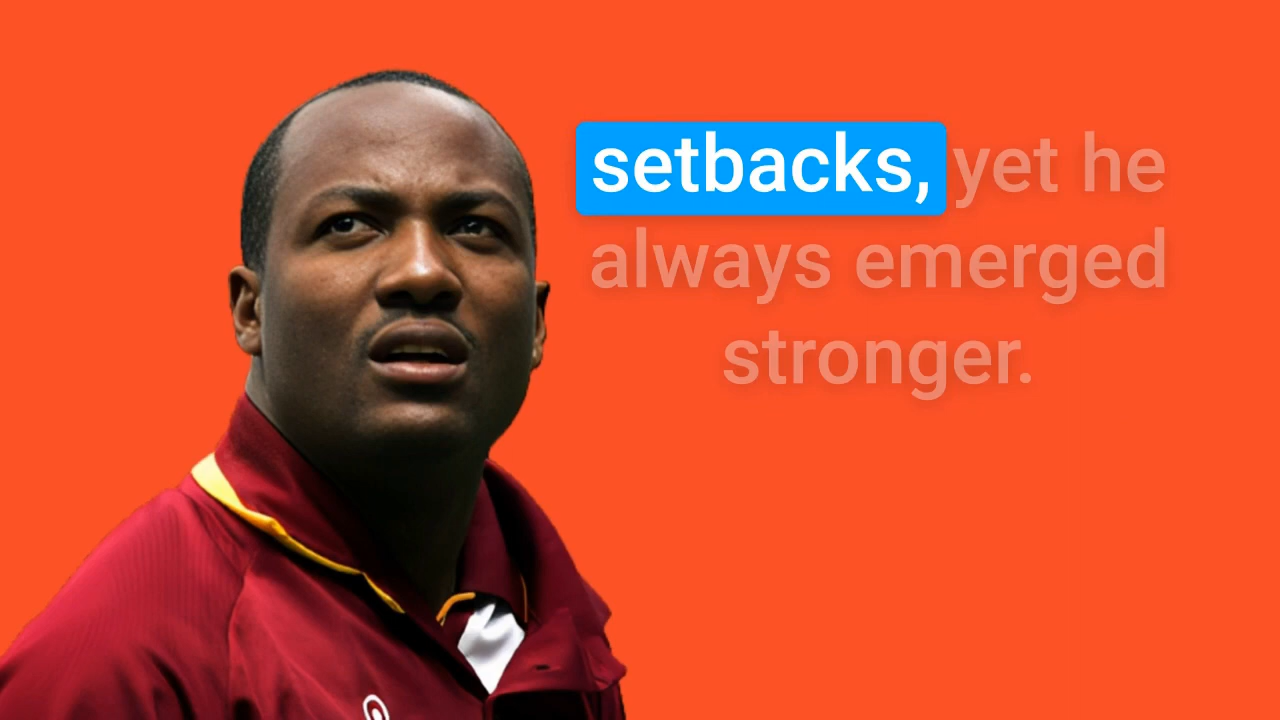 setbacks, yet he
always emerged
stronger.